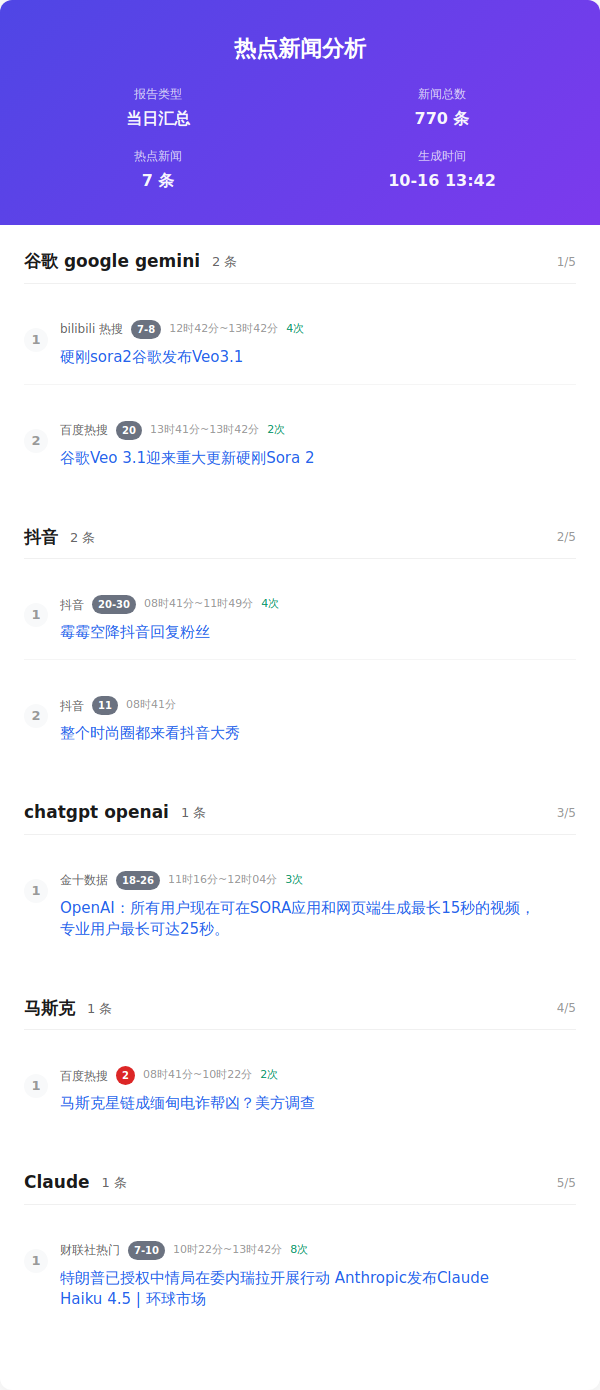 热点新闻分析
报告类型
新闻总数
当日汇总
770 条
热点新闻
生成时间
7 条
10-16 13:42
谷歌 google gemini 2 条 1/5
1
bilibili 热搜 7-8 12时42分~13时42分 4次
硬刚sora2谷歌发布Veo3.1
2
百度热搜 20 13时41分~13时42分 2次
谷歌Veo 3.1迎来重大更新硬刚Sora 2
抖音 2 条 2/5
1
抖音 20-30 08时41分~11时49分 4次
霉霉空降抖音回复粉丝
2
抖音 11 08时41分
整个时尚圈都来看抖音大秀
chatgpt openai 1 条 3/5
1
金十数据 18-26 11时16分~12时04分 3次
OpenAI：所有用户现在可在SORA应用和网页端生成最长15秒的视频，
专业用户最长可达25秒。
马斯克 1 条 4/5
1
百度热搜 2 08时41分~10时22分 2次
马斯克星链成缅甸电诈帮凶？美方调查
Claude 1 条 5/5
1
财联社热门 7-10 10时22分~13时42分 8次
特朗普已授权中情局在委内瑞拉开展行动 Anthropic发布Claude
Haiku 4.5 | 环球市场